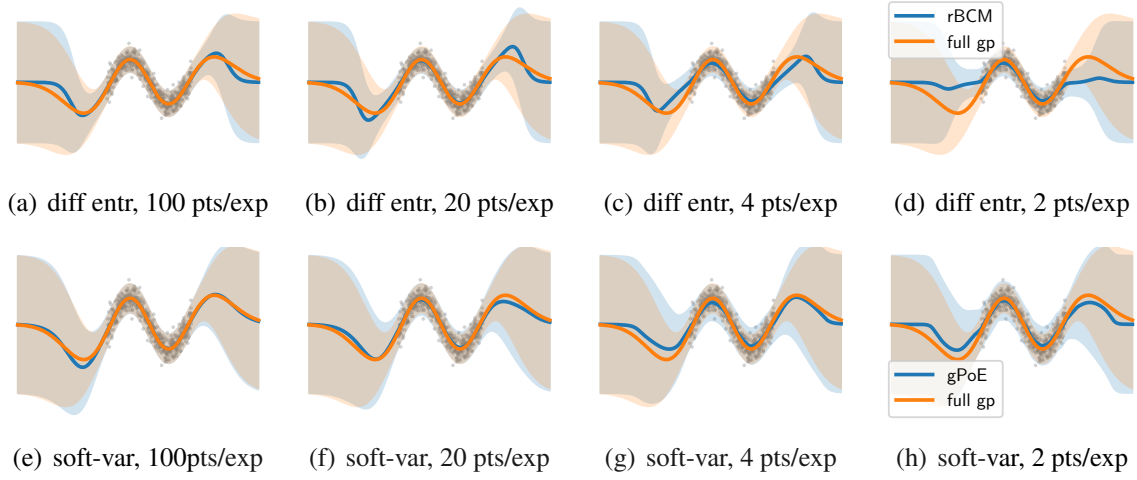 rBCM
full gp
(a) diff entr, 100 pts/exp
(b) diff entr, 20 pts/exp
(c) diff entr, 4 pts/exp
(d) diff entr, 2 pts/exp
gPoE
full gp
(e) soft-var, 100pts/exp
(f) soft-var, 20 pts/exp
(g) soft-var, 4 pts/exp
(h) soft-var, 2 pts/exp